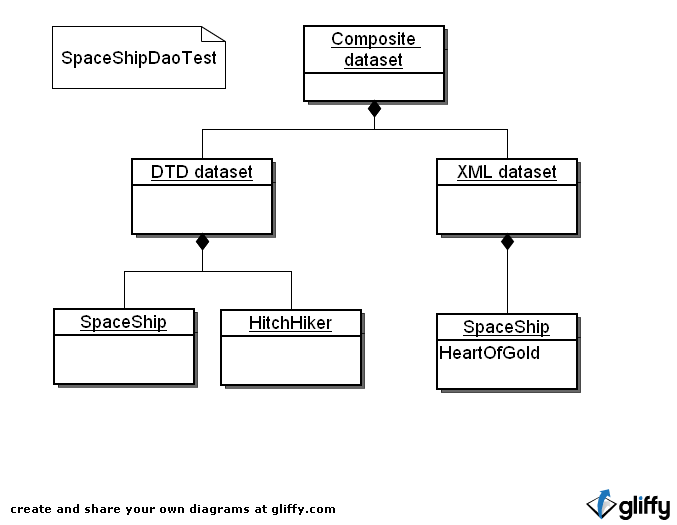 SpaceShipDaoTest
Composite
dataset
DTD dataset
XML dataset
SpaceShip
HitchHiker
SpaceShip
HeartOfGold
create and share your own diagrams at gliffy.com
gliffy